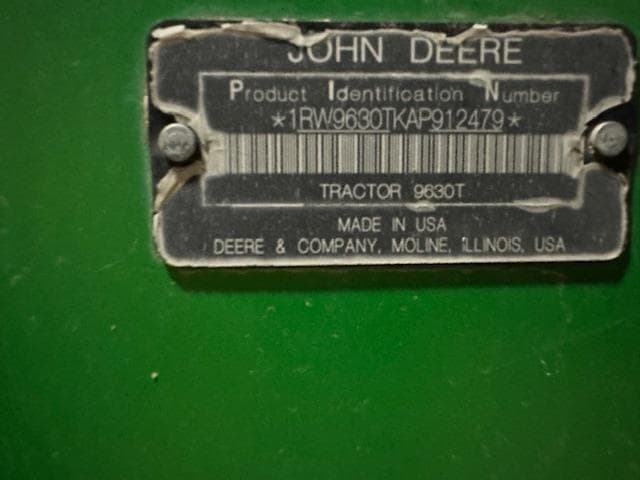 JOHN DEERE
Product Identification Number
*1RW9630TKAP912479*
TRACTOR 9630T
MADE IN USA
DEERE & COMPANY, MOLINE, ILLINOIS, USA